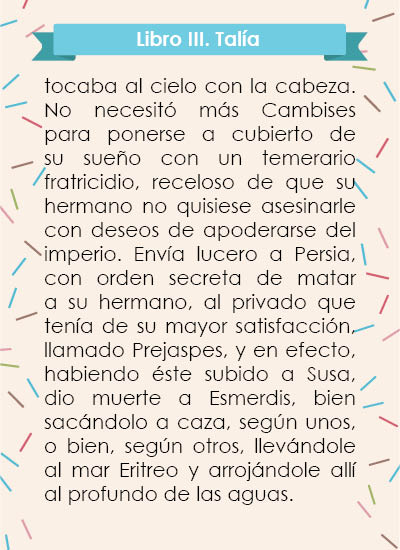 Libro III. Talía
tocaba al cielo con la cabeza.
No necesitó más Cambises
para ponerse a cubierto de
su sueño con un temerario
fratricidio, receloso de que su
hermano no quisiese asesinarle
con deseos de apoderarse del
imperio. Envía lucero a Persia,
con orden secreta de matar
a su hermano, al privado que
tenía de su mayor satisfacción,
llamado Prejaspes, y en efecto,
habiendo éste subido a Susa,
dio muerte a Esmerdis, bien
sacándolo a caza, según unos,
o bien, según otros, llevándole
al mar Eritreo y arrojándole allí
al profundo de las aguas.